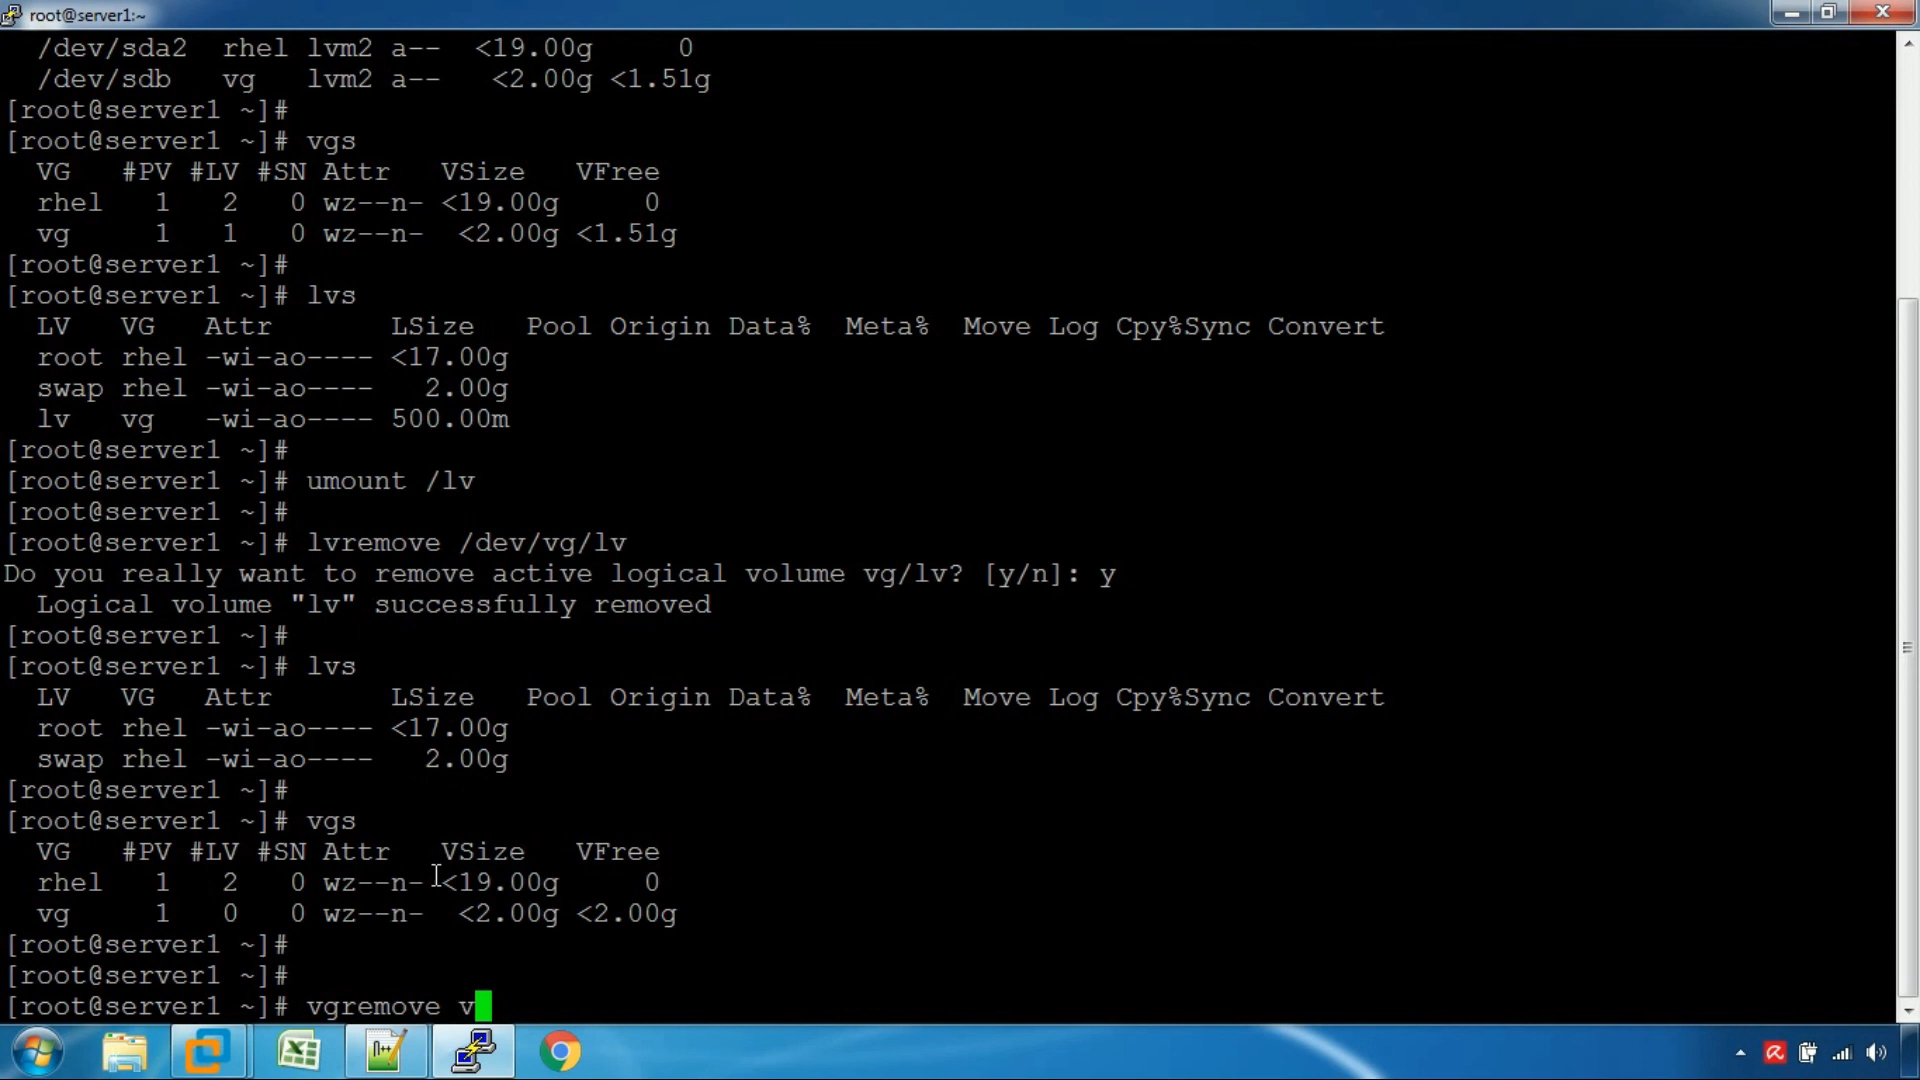 root@server1:~
/dev/sda2 rhel lvm2 a-- <19.00g 0
/dev/sdb vg lvm2 a-- <2.00g <1.51g
[root@server1 ~]#
[root@server1 ~]# vgs
VG #PV #LV #SN Attr VSize VFree
rhel 1 2 0 wz--n- <19.00g 0
vg 1 1 0 wz--n- <2.00g <1.51g
[root@server1 ~]#
[root@server1 ~]# lvs
LV VG Attr LSize Pool Origin Data% Meta% Move Log Cpy%Sync Convert
root rhel -wi-ao---- <17.00g
swap rhel -wi-ao---- 2.00g
lv vg -wi-ao---- 500.00m
[root@server1 ~]#
[root@server1 ~]# umount /lv
[root@server1 ~]#
[root@server1 ~]# lvremove /dev/vg/lv
Do you really want to remove active logical volume vg/lv? [y/n]: y
Logical volume "lv" successfully removed
[root@server1 ~]#
[root@server1 ~]# lvs
LV VG Attr LSize Pool Origin Data% Meta% Move Log Cpy%Sync Convert
root rhel -wi-ao---- <17.00g
swap rhel -wi-ao---- 2.00g
[root@server1 ~]#
[root@server1 ~]# vgs
VG #PV #LV #SN Attr VSize VFree
rhel 1 2 0 wz--n- <19.00g 0
vg 1 0 0 wz--n- <2.00g <2.00g
[root@server1 ~]#
[root@server1 ~]#
[root@server1 ~]# vgremove v